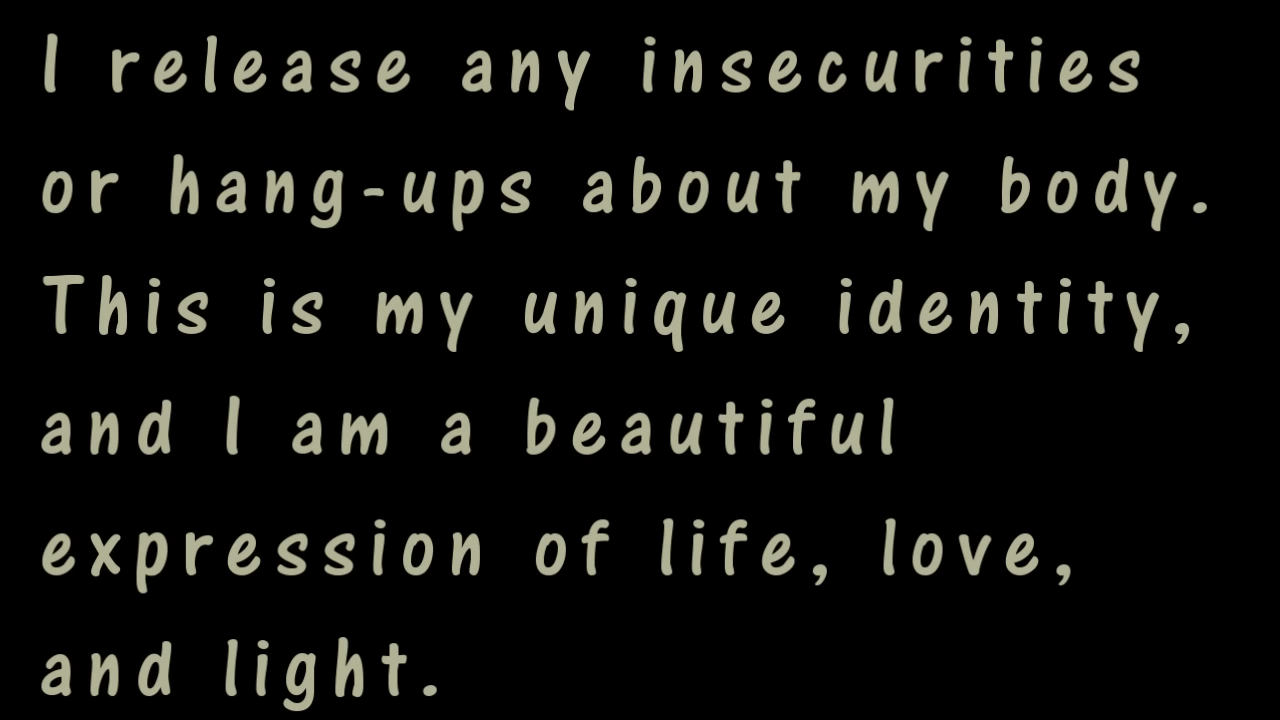 I release any insecurities
or hang-ups about my body.
This is my unique identity,
and I am a beautiful
expression of life, love,
and light.